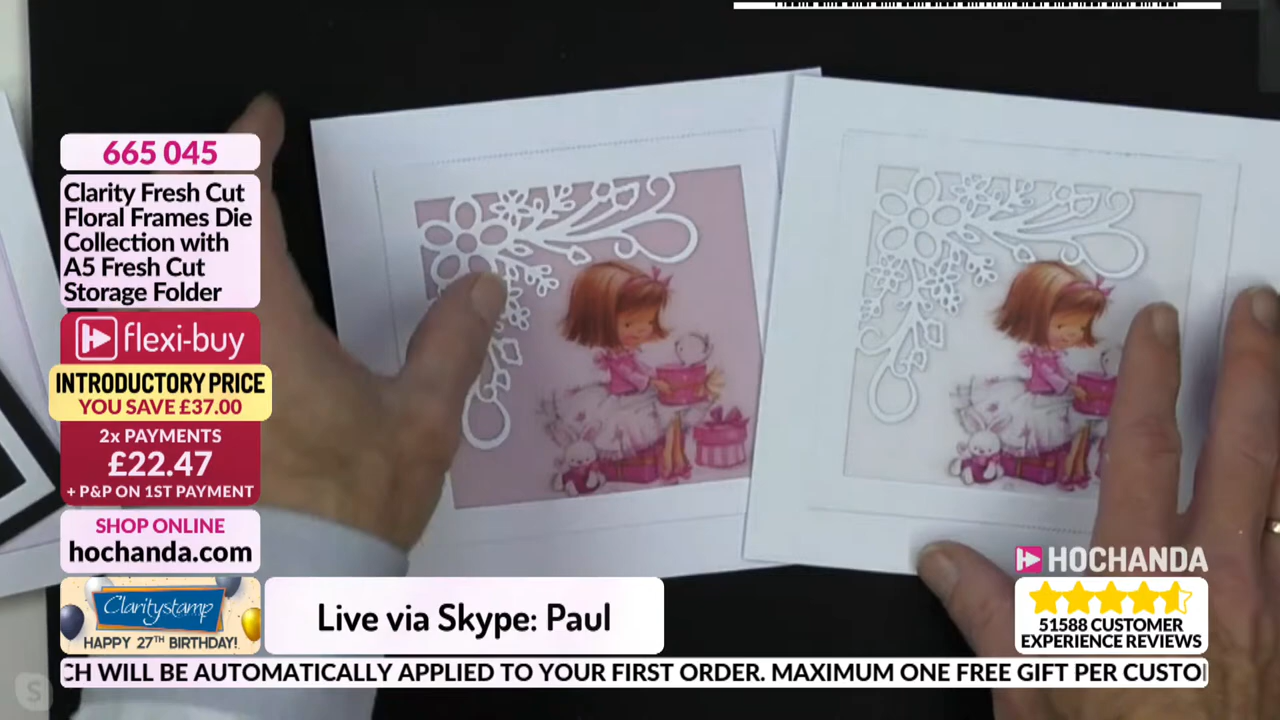 665 045
Clarity Fresh Cut
Floral Frames Die
Collection with
A5 Fresh Cut
Storage Folder
flexi-buy
INTRODUCTORY PRICE
YOU SAVE £37.00
2x PAYMENTS
£22.47
+ P&P ON 1ST PAYMENT
SHOP ONLINE
hochanda.com
Claritystamp
HAPPY 27TH BIRTHDAY!
Live via Skype: Paul
HOCHANDA
51588 CUSTOMER
EXPERIENCE REVIEWS
CH WILL BE AUTOMATICALLY APPLIED TO YOUR FIRST ORDER. MAXIMUM ONE FREE GIFT PER CUSTO